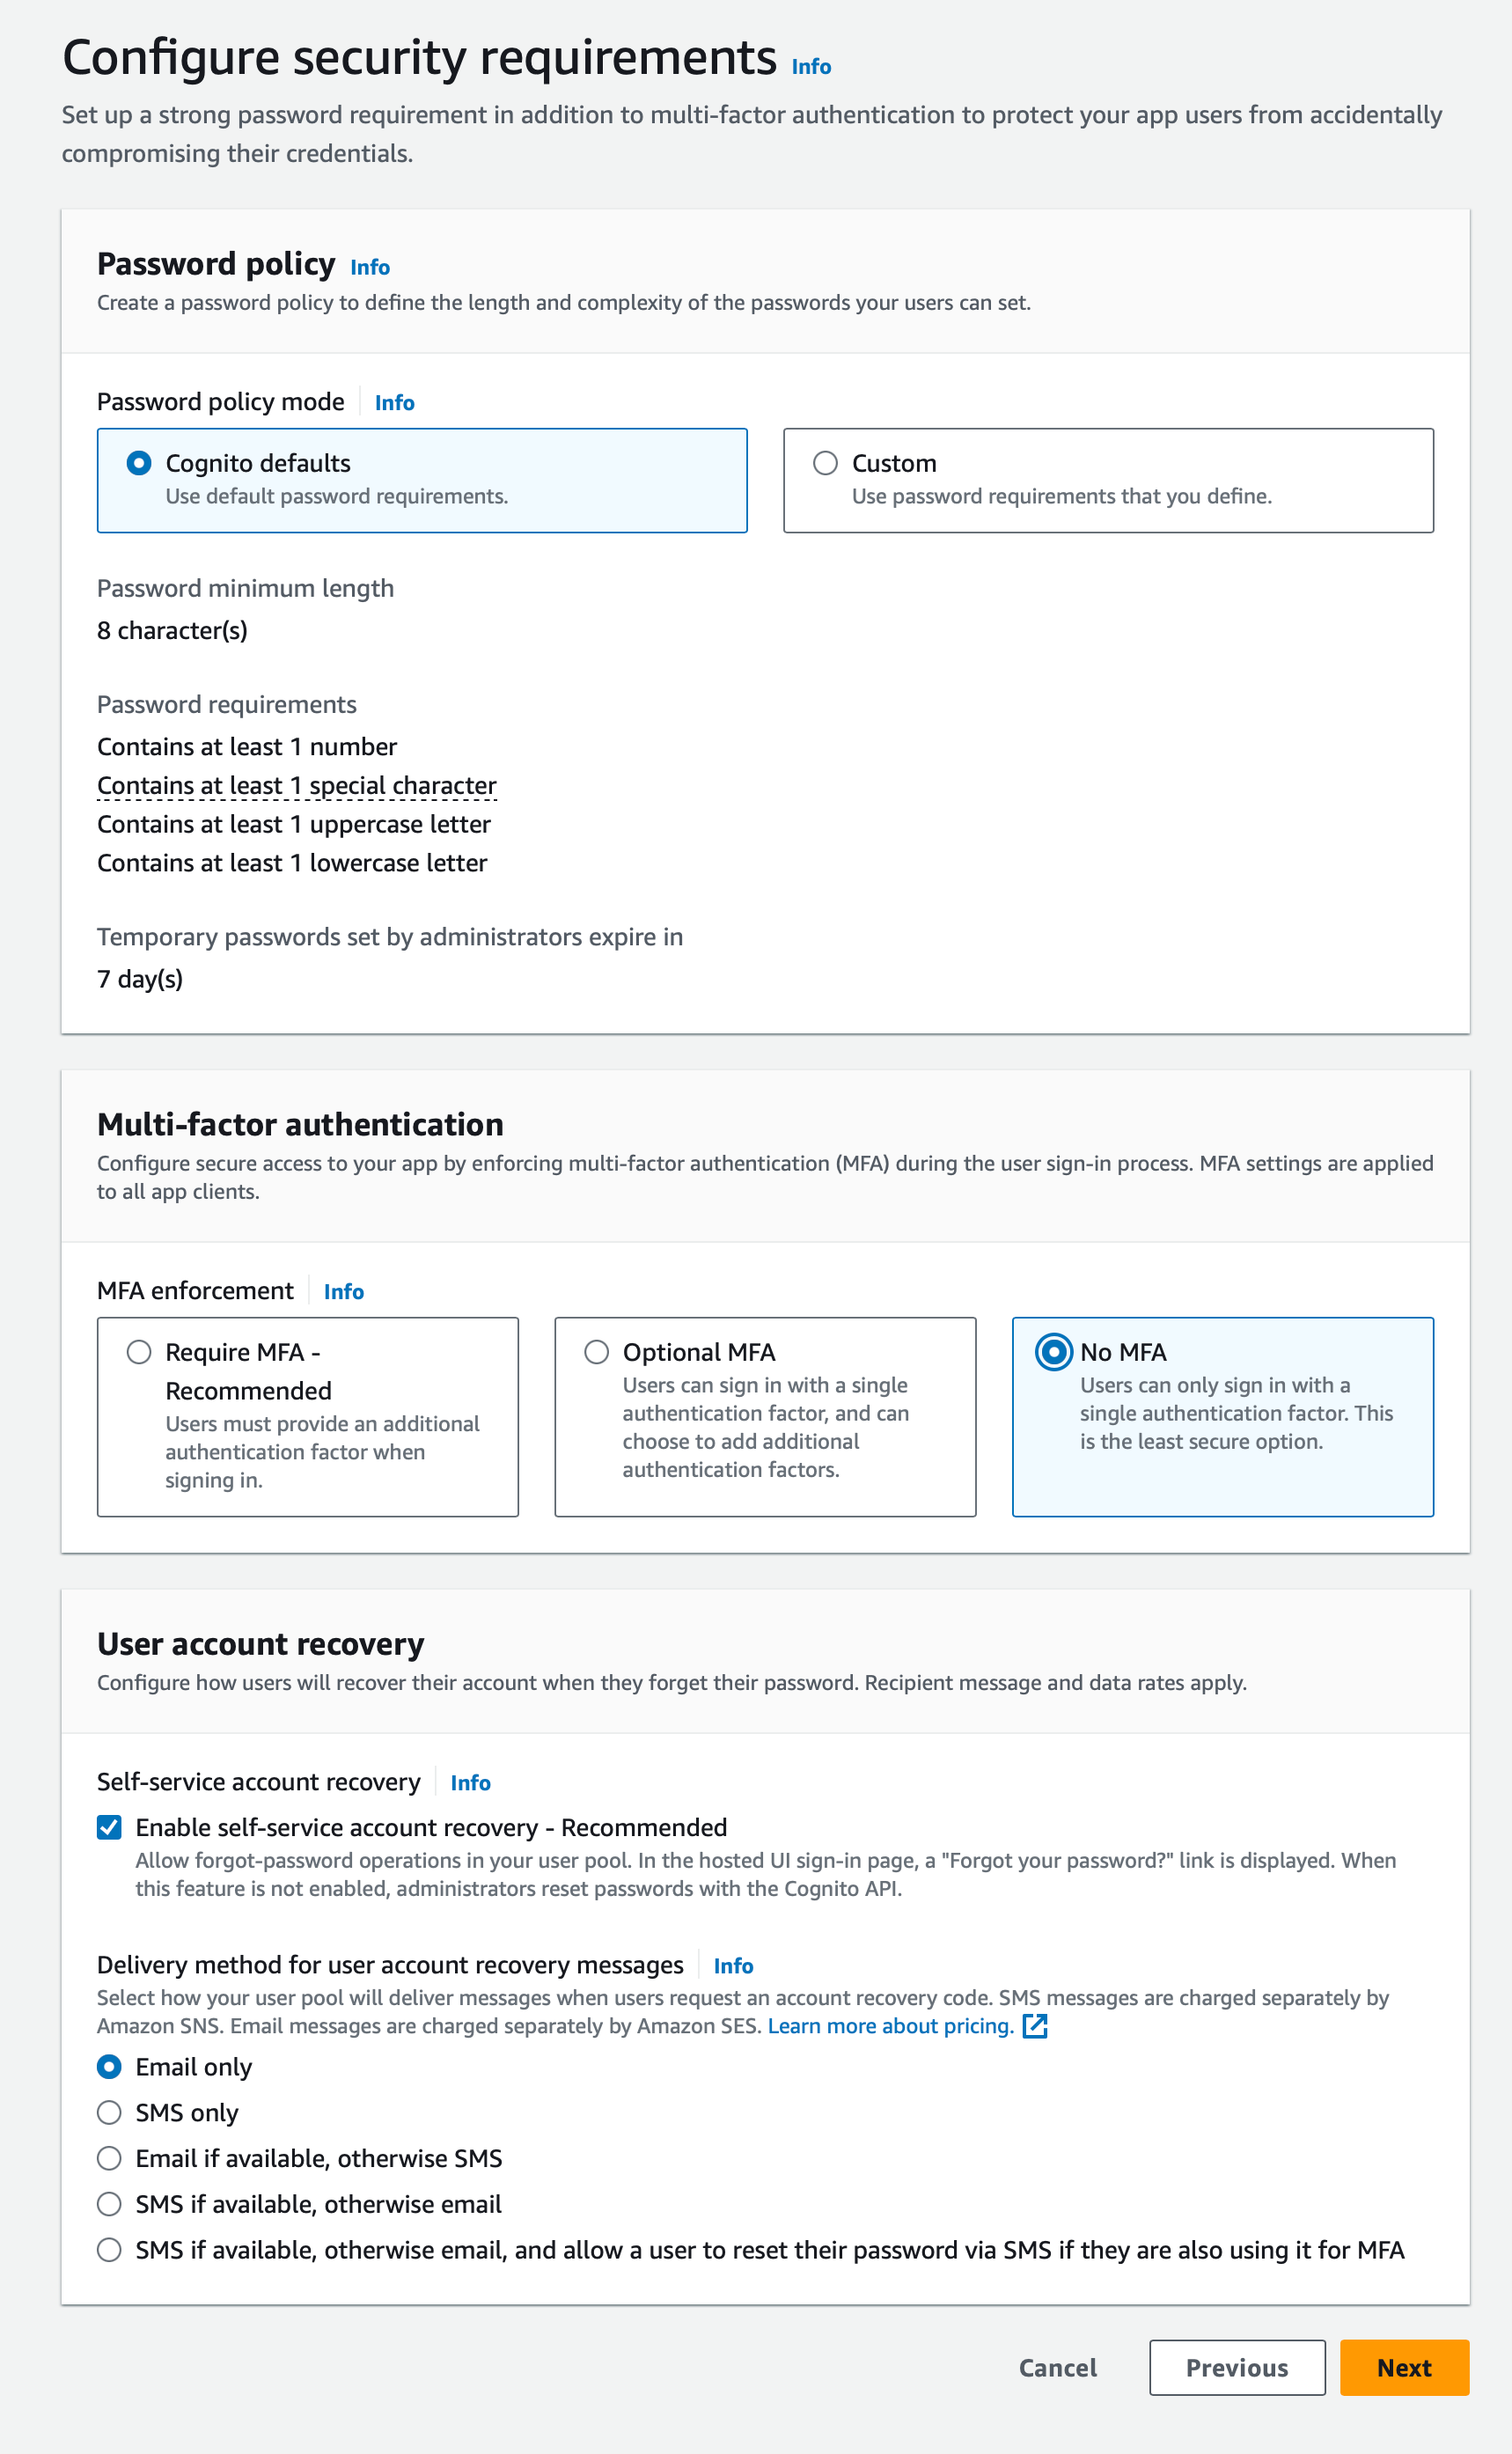 Configure security requirements Info
Set up a strong password requirement in addition to multi-factor authentication to protect your app users from accidentally
compromising their credentials.
Password policy Info
Create a password policy to define the length and complexity of the passwords your users can set.
Password policy mode Info
Cognito defaults
Use default password requirements.
Custom
Use password requirements that you define.
Password minimum length
8 character(s)
Password requirements
Contains at least 1 number
Contains at least 1 special character
Contains at least 1 uppercase letter
Contains at least 1 lowercase letter
Temporary passwords set by administrators expire in
7 day(s)
Multi-factor authentication
Configure secure access to your app by enforcing multi-factor authentication (MFA) during the user sign-in process. MFA settings are applied
to all app clients.
MFA enforcement Info
Require MFA -
Recommended
Users must provide an additional
authentication factor when
signing in.
Optional MFA
Users can sign in with a single
authentication factor, and can
choose to add additional
authentication factors.
No MFA
Users can only sign in with a
single authentication factor. This
is the least secure option.
User account recovery
Configure how users will recover their account when they forget their password. Recipient message and data rates apply.
Self-service account recovery Info
Enable self-service account recovery - Recommended
Allow forgot-password operations in your user pool. In the hosted UI sign-in page, a "Forgot your password?" link is displayed. When
this feature is not enabled, administrators reset passwords with the Cognito API.
Delivery method for user account recovery messages Info
Select how your user pool will deliver messages when users request an account recovery code. SMS messages are charged separately by
Amazon SNS. Email messages are charged separately by Amazon SES. Learn more about pricing.
Email only
SMS only
Email if available, otherwise SMS
SMS if available, otherwise email
SMS if available, otherwise email, and allow a user to reset their password via SMS if they are also using it for MFA
Cancel Previous Next